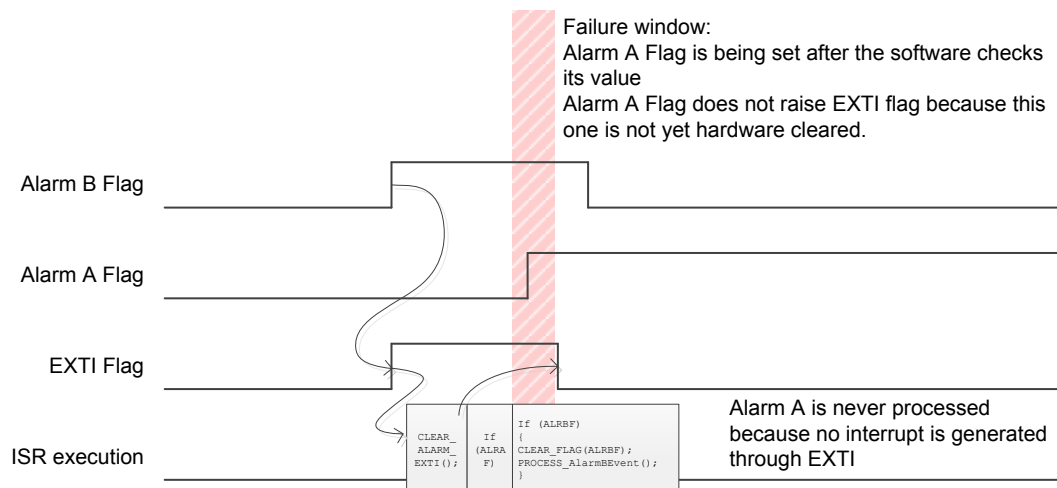 Failure window:
Alarm A Flag is being set after the software checks
its value
Alarm A Flag does not raise EXTI flag because this
one is not yet hardware cleared.
Alarm B Flag
Alarm A Flag
EXTI Flag
ISR execution
CLEAR_
ALARM_
EXTI();
If
(ALRA
F)
If (ALRBF)
{
CLEAR_FLAG(ALRBF);
PROCESS_AlarmBEvent();
}
Alarm A is never processed
because no interrupt is generated
through EXTI